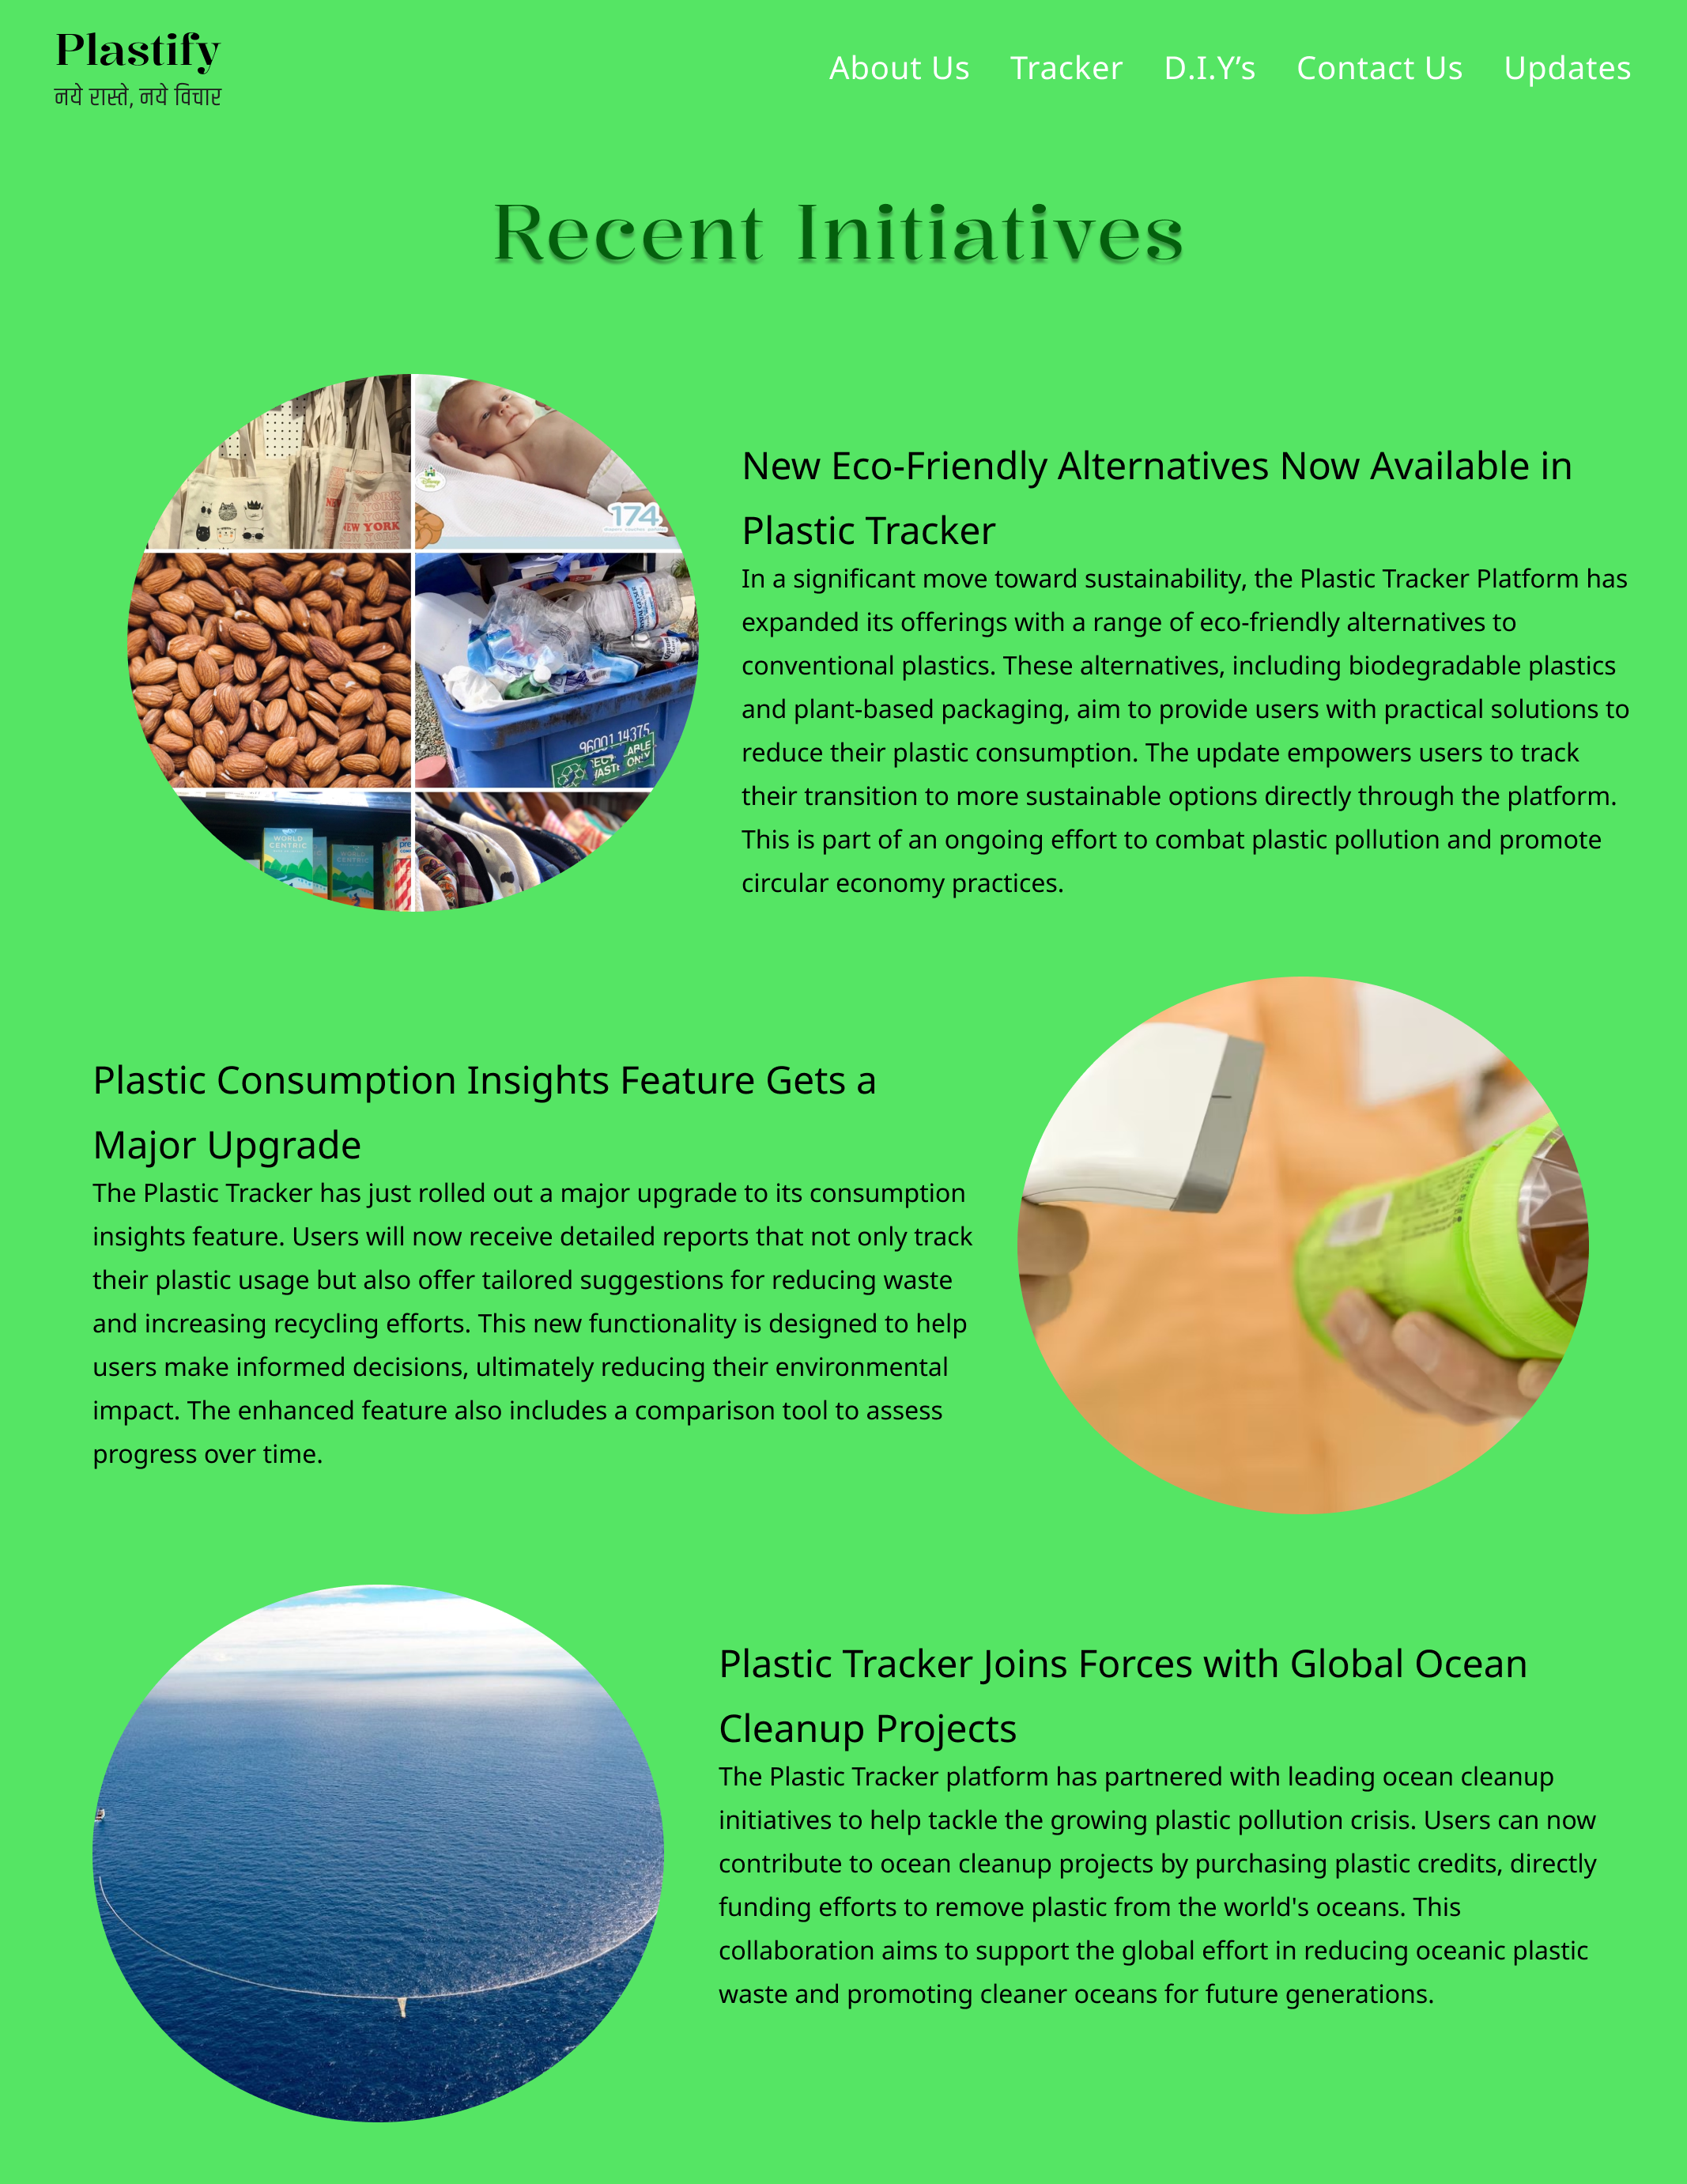 Plastify
नये रास्ते, नये विचार
About Us
Tracker
D.I.Y’s
Contact Us
Updates
Recent Initiatives
NEW YORK
174
9600114375
WORLD
CENTRIC
WORLD
CENTRIC
New Eco-Friendly Alternatives Now Available in
Plastic Tracker
In a significant move toward sustainability, the Plastic Tracker Platform has
expanded its offerings with a range of eco-friendly alternatives to
conventional plastics. These alternatives, including biodegradable plastics
and plant-based packaging, aim to provide users with practical solutions to
reduce their plastic consumption. The update empowers users to track
their transition to more sustainable options directly through the platform.
This is part of an ongoing effort to combat plastic pollution and promote
circular economy practices.
Plastic Consumption Insights Feature Gets a
Major Upgrade
The Plastic Tracker has just rolled out a major upgrade to its consumption
insights feature. Users will now receive detailed reports that not only track
their plastic usage but also offer tailored suggestions for reducing waste
and increasing recycling efforts. This new functionality is designed to help
users make informed decisions, ultimately reducing their environmental
impact. The enhanced feature also includes a comparison tool to assess
progress over time.
Plastic Tracker Joins Forces with Global Ocean
Cleanup Projects
The Plastic Tracker platform has partnered with leading ocean cleanup
initiatives to help tackle the growing plastic pollution crisis. Users can now
contribute to ocean cleanup projects by purchasing plastic credits, directly
funding efforts to remove plastic from the world's oceans. This
collaboration aims to support the global effort in reducing oceanic plastic
waste and promoting cleaner oceans for future generations.